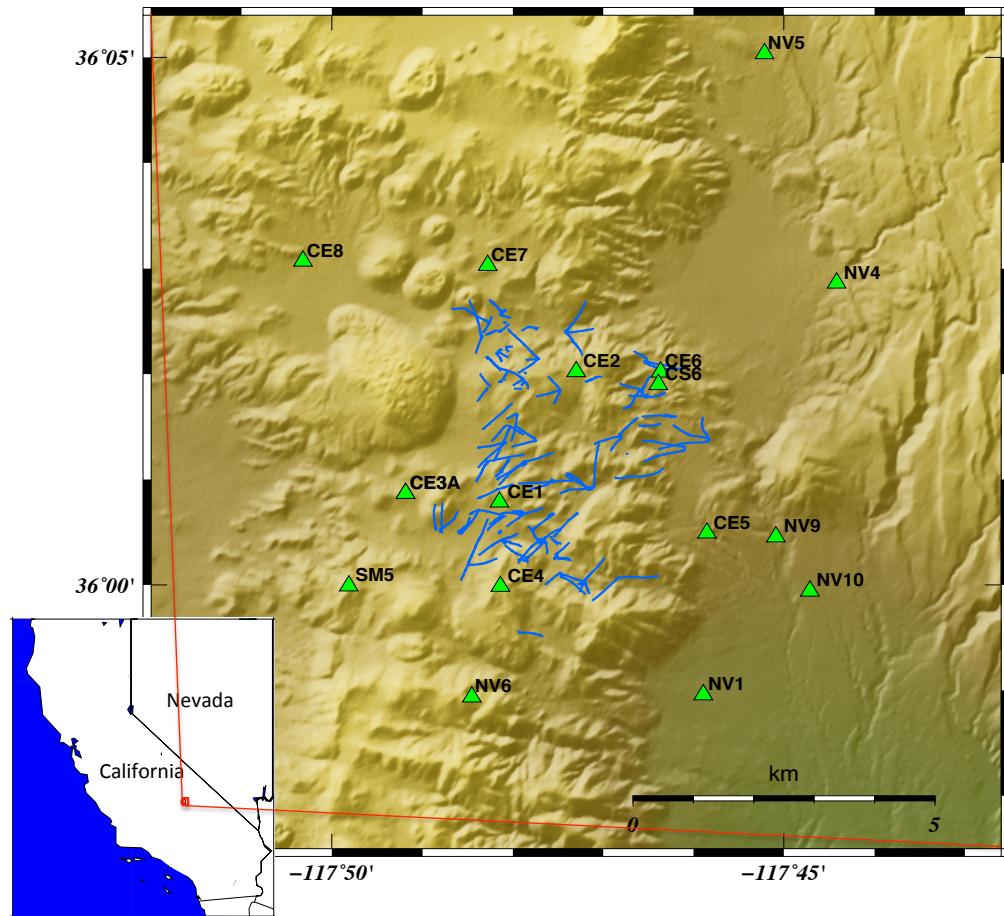 NV5
36°05'
CE8
CE7
NV4
CE2
CE6
CS6
CE3A
CE1
CE5
NV9
SM5
CE4
NV10
36°00'
NV6
NV1
Nevada
California
km
0
5
-117°50'
-117°45'